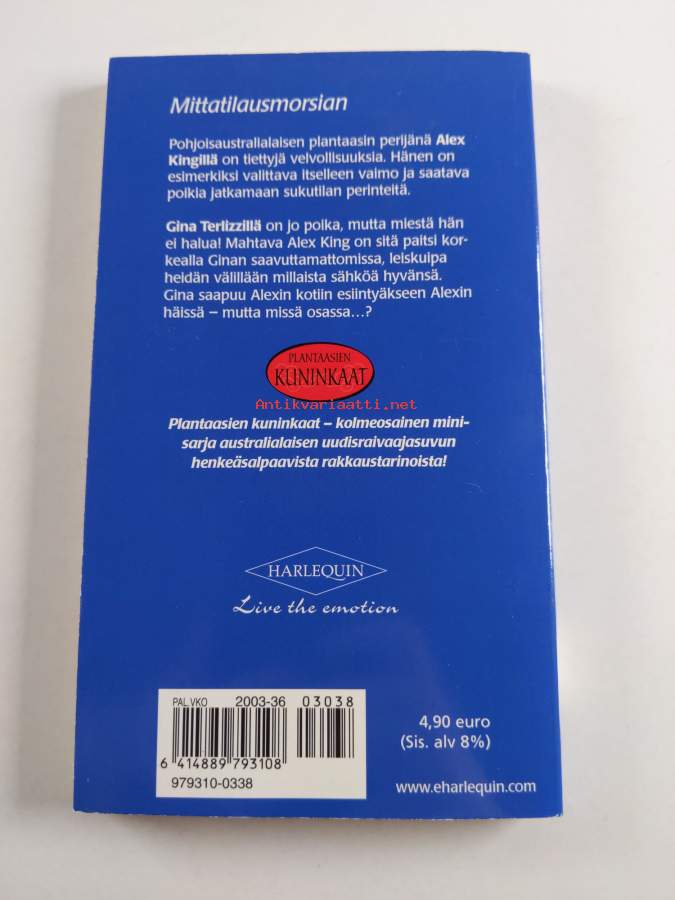 Mittatilausmorsian
Pohjoisaustralialaisen plantaasin perijänä Alex
Kingillä on tiettyjä velvollisuuksia. Hänen on
esimerkiksi valittava itselleen vaimo ja saatava
poikia jatkamaan sukutilan perinteitä.
Gina Terlizzillä on jo poika, mutta miestä hän
ei halua! Mahtava Alex King on sitä paitsi kor-
kealla Ginan saavuttamattomissa, leiskuipa
heidän välillään millaista sähköä hyvänsä.
Gina saapuu Alexin kotiin esiintyäkseen Alexin
häissä – mutta missä osassa...?
PLANTAASIEN
KUNINKAAT
Antikvariaatti.net
Plantaasien kuninkaat – kolmeosainen mini-
sarja australialaisen uudisraivaajasuvun
henkeäsalpaavista rakkaustarinoista!
HARLEQUIN
Live the emotion
PAL.VKO 2003-36 03038
6 414889 793108
979310-0338
4,90 euro
(Sis. alv 8%)
www.eharlequin.com